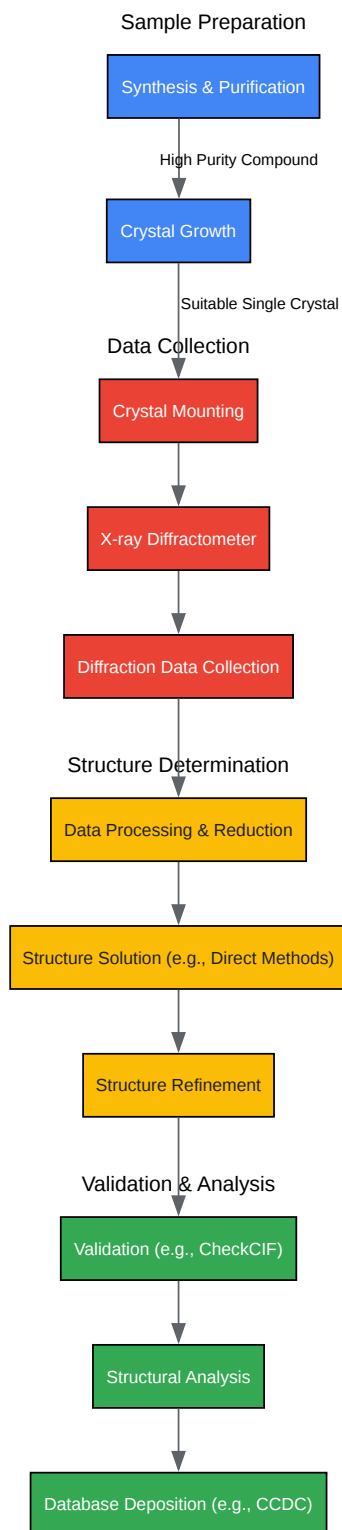 Sample Preparation
Synthesis & Purification
High Purity Compound
Crystal Growth
Suitable Single Crystal
Data Collection
Crystal Mounting
X-ray Diffractometer
Diffraction Data Collection
Structure Determination
Data Processing & Reduction
Structure Solution (e.g., Direct Methods)
Structure Refinement
Validation & Analysis
Validation (e.g., CheckCIF)
Structural Analysis
Database Deposition (e.g., CCDC)